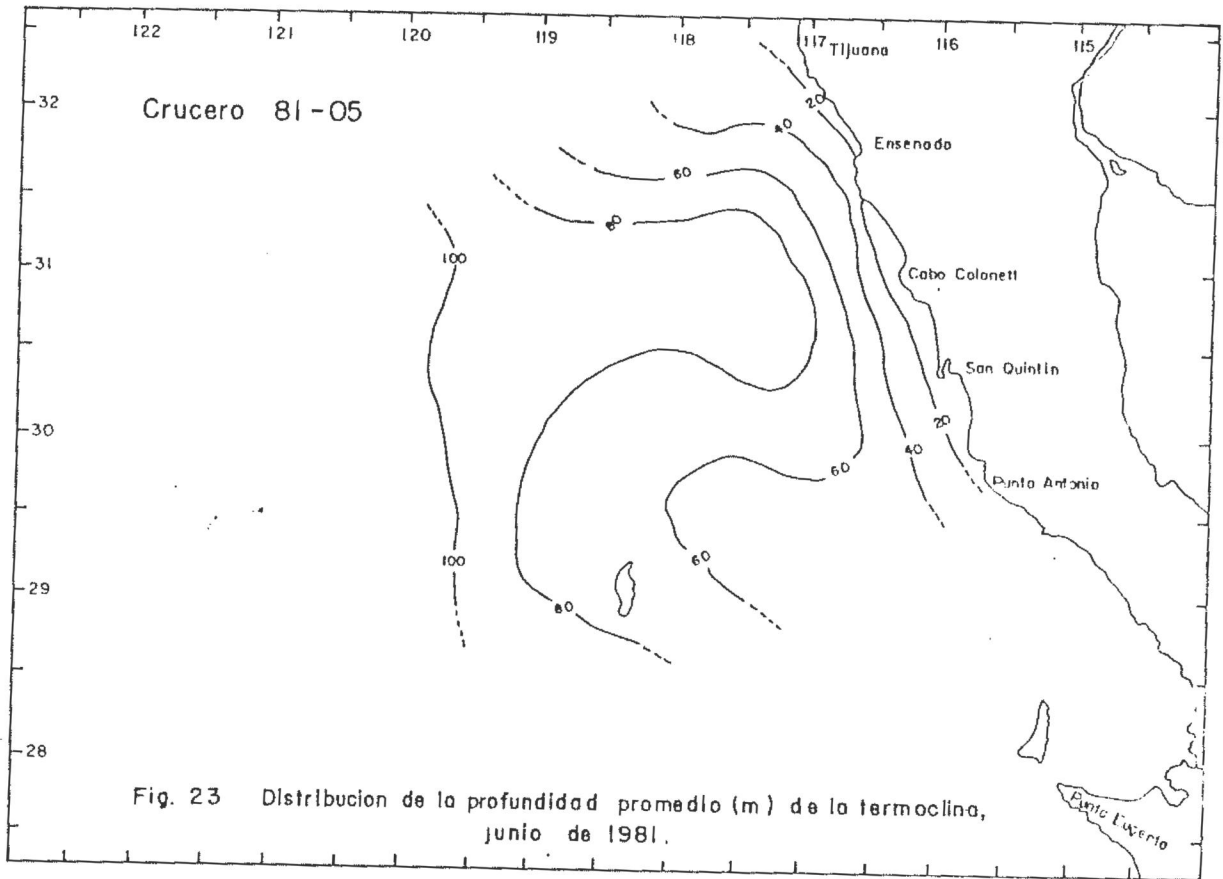 122 121 120 119 118 117 116 115
Tijuana
32
Crucero 81-05
20
40
Ensenada
60
80
31
100
Cabo Colonett
San Quintin
30
20
40
60
Punta Antonio
100
60
29
80
28
Fig. 23 Distribucion de la profundidad promedio (m) de la termoclina,
junio de 1981.
Punta Eugenia